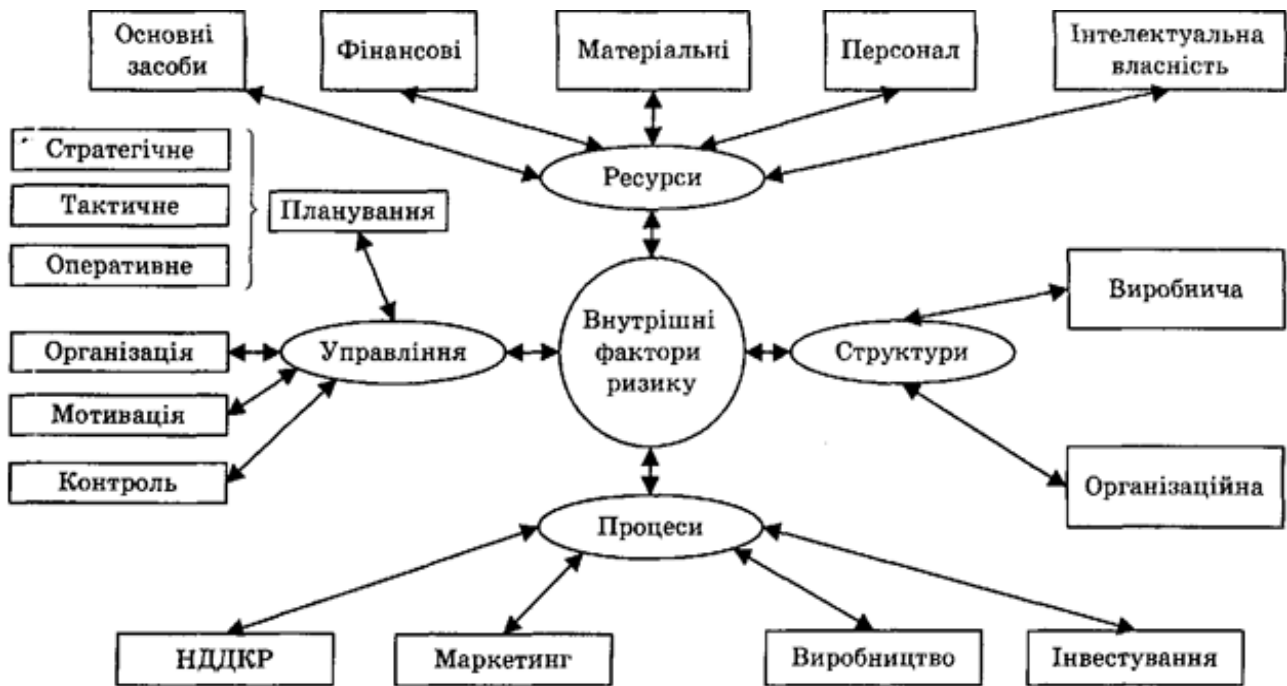 Основні
засоби
Фінансові
Матеріальні
Персонал
Інтелектуальна
власність
Стратегічне
Тактичне
Оперативне
Планування
Ресурси
Організація
Мотивація
Контроль
Управління
Внутрішні
фактори
ризику
Структури
Виробнича
Організаційна
Процеси
НДДКР
Маркетинг
Виробництво
Інвестування